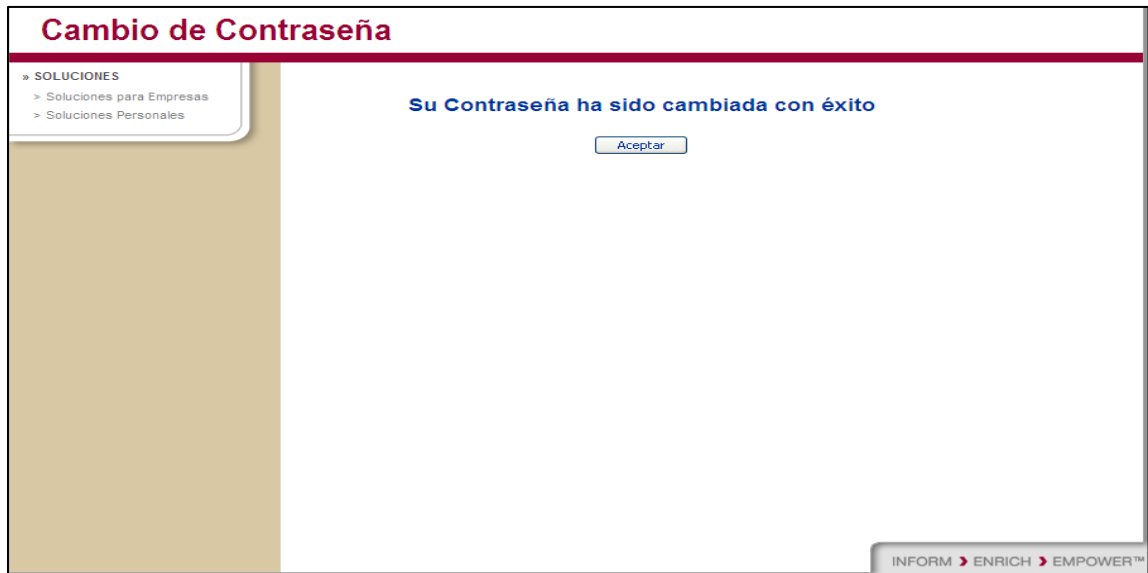 Cambio de Contraseña
» SOLUCIONES
> Soluciones para Empresas
> Soluciones Personales
Su Contraseña ha sido cambiada con éxito
Aceptar
INFORM > ENRICH > EMPOWER™